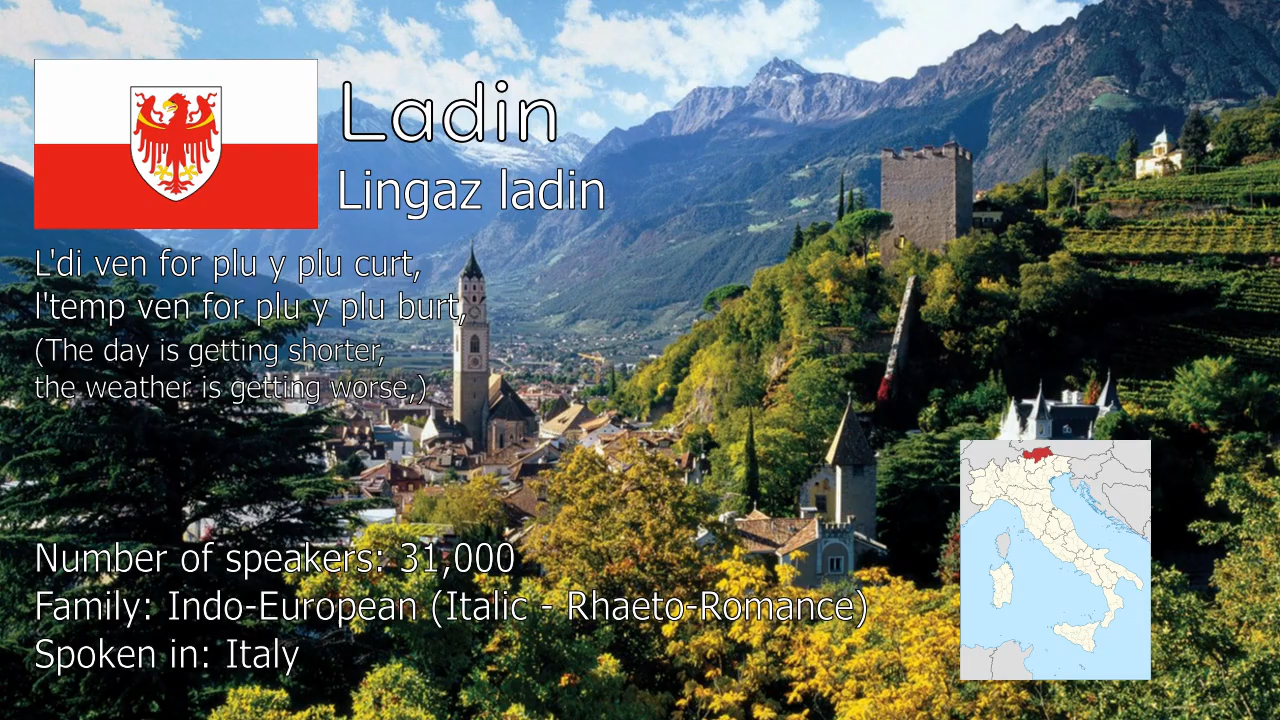 Ladin
Lingaz ladin
L'di ven for plu y plu curt,
l'temp ven for plu y plu burt,
(The day is getting shorter,
the weather is getting worse,)
Number of speakers: 31,000
Family: Indo-European (Italic - Rhaeto-Romance)
Spoken in: Italy